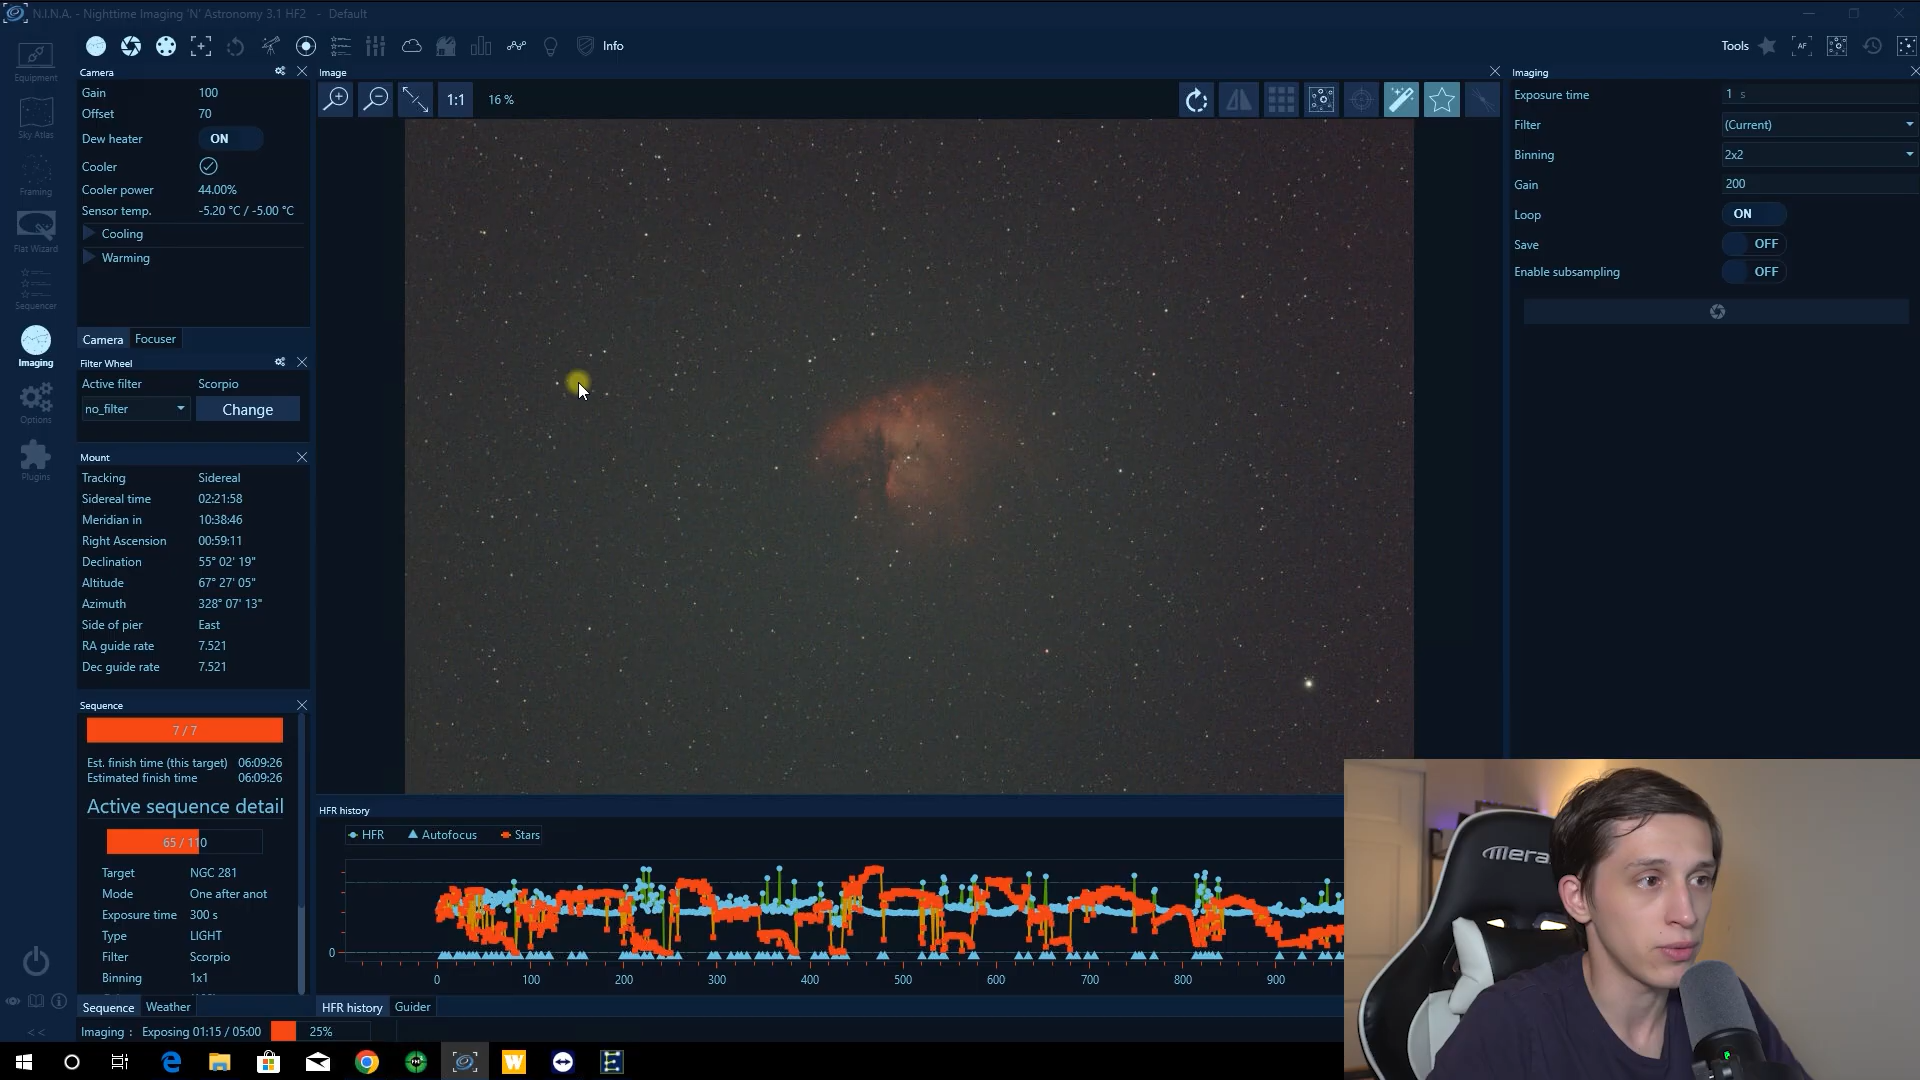 N.I.N.A. - Nighttime Imaging 'N' Astronomy 3.1 HF2 - Default
Equipment
Sky Atlas
Framing
Flat Wizard
Sequencer
Imaging
Options
Plugins
<<
Info
Tools
AF
Camera
Gain 100
Offset 70
Dew heater ON
Cooler
Cooler power 44.00%
Sensor temp. -5.20 °C / -5.00 °C
Cooling
Warming
Camera Focuser
Filter Wheel
Active filter Scorpio
no_filter Change
Mount
Tracking Sidereal
Sidereal time 02:21:58
Meridian in 10:38:46
Right Ascension 00:59:11
Declination 55° 02' 19"
Altitude 67° 27' 05"
Azimuth 328° 07' 13"
Side of pier East
RA guide rate 7.521
Dec guide rate 7.521
Sequence
7 / 7
Est. finish time (this target) 06:09:26
Estimated finish time 06:09:26
Active sequence detail
65 / 110
Target NGC 281
Mode One after anot
Exposure time 300 s
Type LIGHT
Filter Scorpio
Binning 1x1
Sequence Weather
Imaging : Exposing 01:15 / 05:00 25%
Image
1:1 16 %
HFR history
HFR Autofocus Stars
0
0 100 200 300 400 500 600 700 800 900
HFR history Guider
Imaging
Exposure time 1 s
Filter (Current)
Binning 2x2
Gain 200
Loop ON
Save OFF
Enable subsampling OFF
W